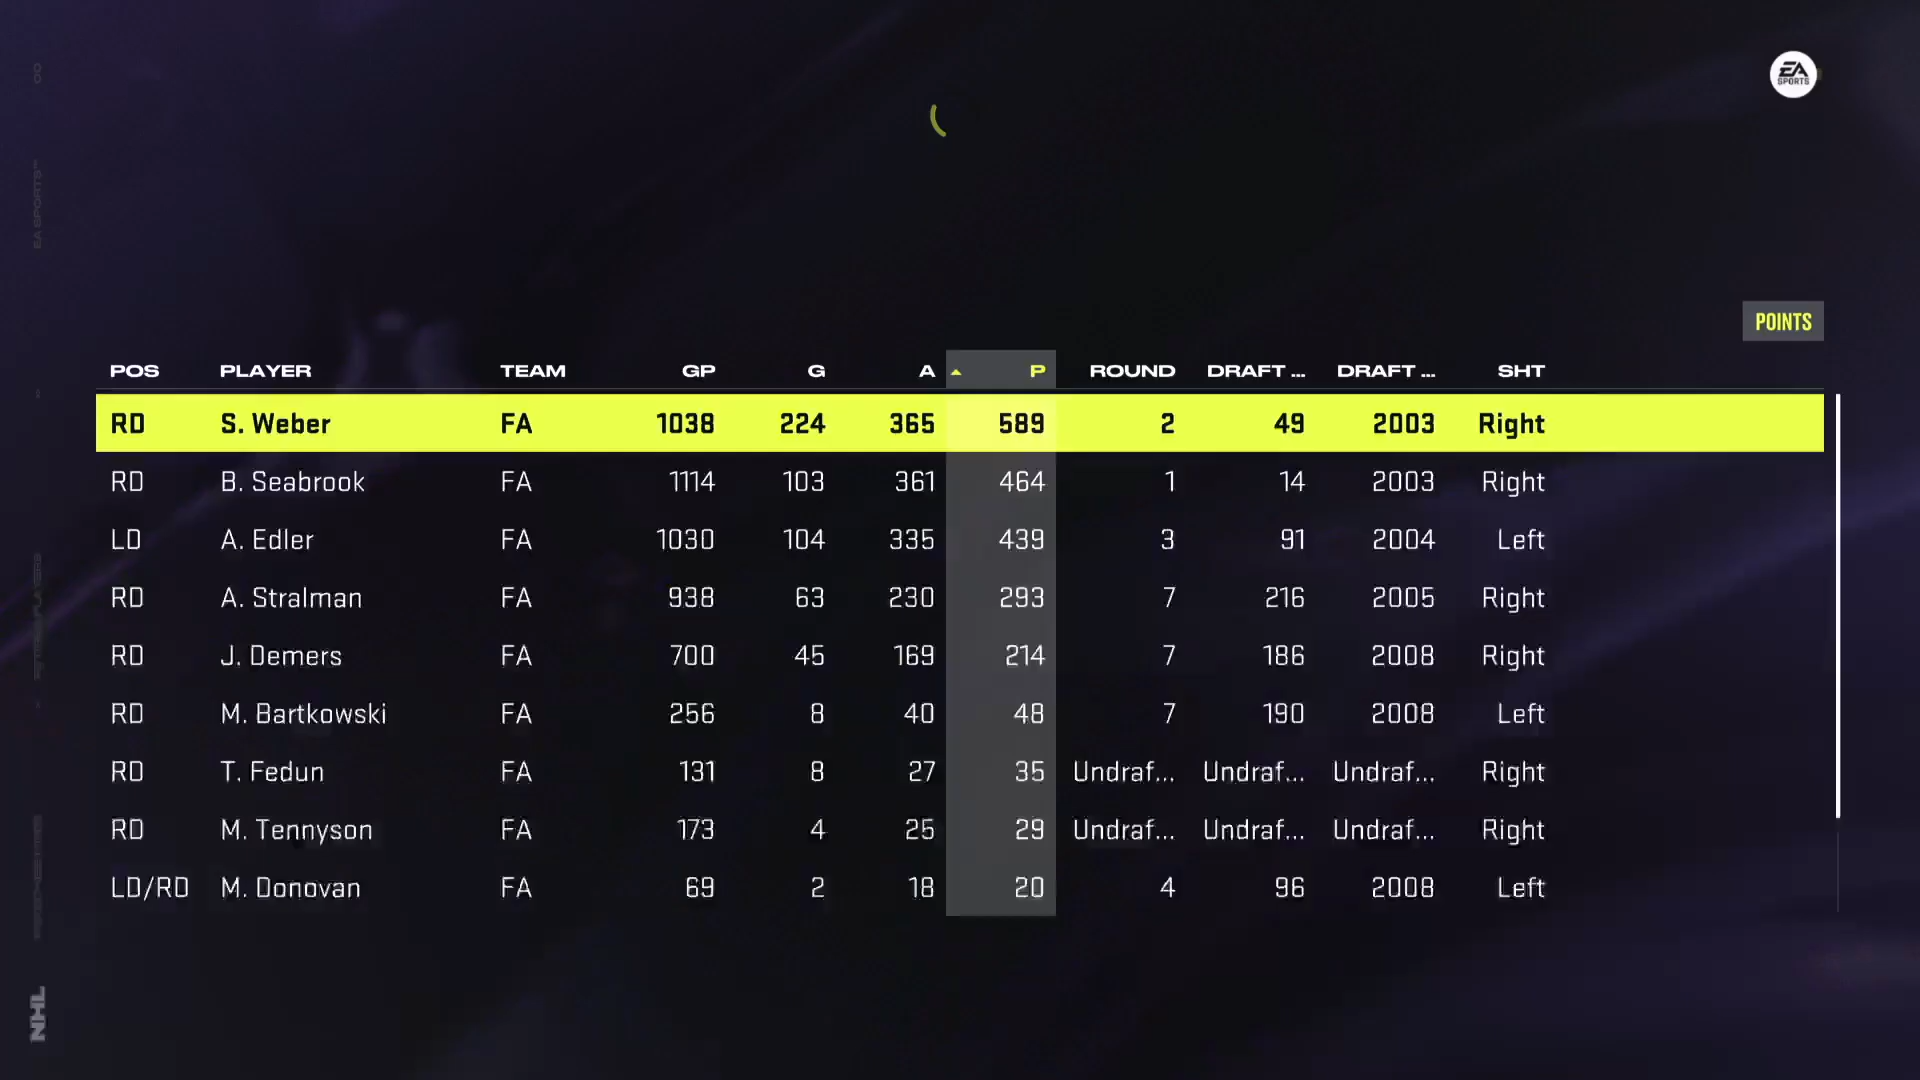 EA SPORTS
POINTS
POS PLAYER TEAM GP G A P ROUND DRAFT ... DRAFT ... SHT
RD S. Weber FA 1038 224 365 589 2 49 2003 Right
RD B. Seabrook FA 1114 103 361 464 1 14 2003 Right
LD A. Edler FA 1030 104 335 439 3 91 2004 Left
RD A. Stralman FA 938 63 230 293 7 216 2005 Right
RD J. Demers FA 700 45 169 214 7 186 2008 Right
RD M. Bartkowski FA 256 8 40 48 7 190 2008 Left
RD T. Fedun FA 131 8 27 35 Undraf... Undraf... Undraf... Right
RD M. Tennyson FA 173 4 25 29 Undraf... Undraf... Undraf... Right
LD/RD M. Donovan FA 69 2 18 20 4 96 2008 Left
EA SPORTS
NHL